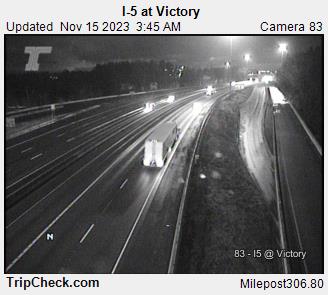 I-5 at Victory
Updated Nov 15 2023 3:45 AM Camera 83
T
N
83 - I5 @ Victory
TripCheck.com Milepost306.80